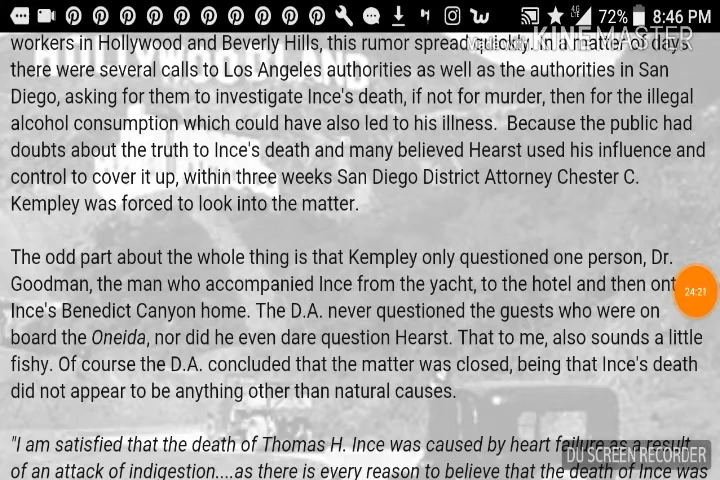 72% 8:46 PM
KINEMASTER
workers in Hollywood and Beverly Hills, this rumor spread quickly. In a matter of days
there were several calls to Los Angeles authorities as well as the authorities in San
Diego, asking for them to investigate Ince's death, if not for murder, then for the illegal
alcohol consumption which could have also led to his illness. Because the public had
doubts about the truth to Ince's death and many believed Hearst used his influence and
control to cover it up, within three weeks San Diego District Attorney Chester C.
Kempley was forced to look into the matter.
The odd part about the whole thing is that Kempley only questioned one person, Dr.
Goodman, the man who accompanied Ince from the yacht, to the hotel and then ont
24:21
Ince's Benedict Canyon home. The D.A. never questioned the guests who were on
board the Oneida, nor did he even dare question Hearst. That to me, also sounds a little
fishy. Of course the D.A. concluded that the matter was closed, being that Ince's death
did not appear to be anything other than natural causes.
"I am satisfied that the death of Thomas H. Ince was caused by heart failure as a result
DU SCREEN RECORDER
of an attack of indigestion....as there is every reason to believe that the death of Ince was